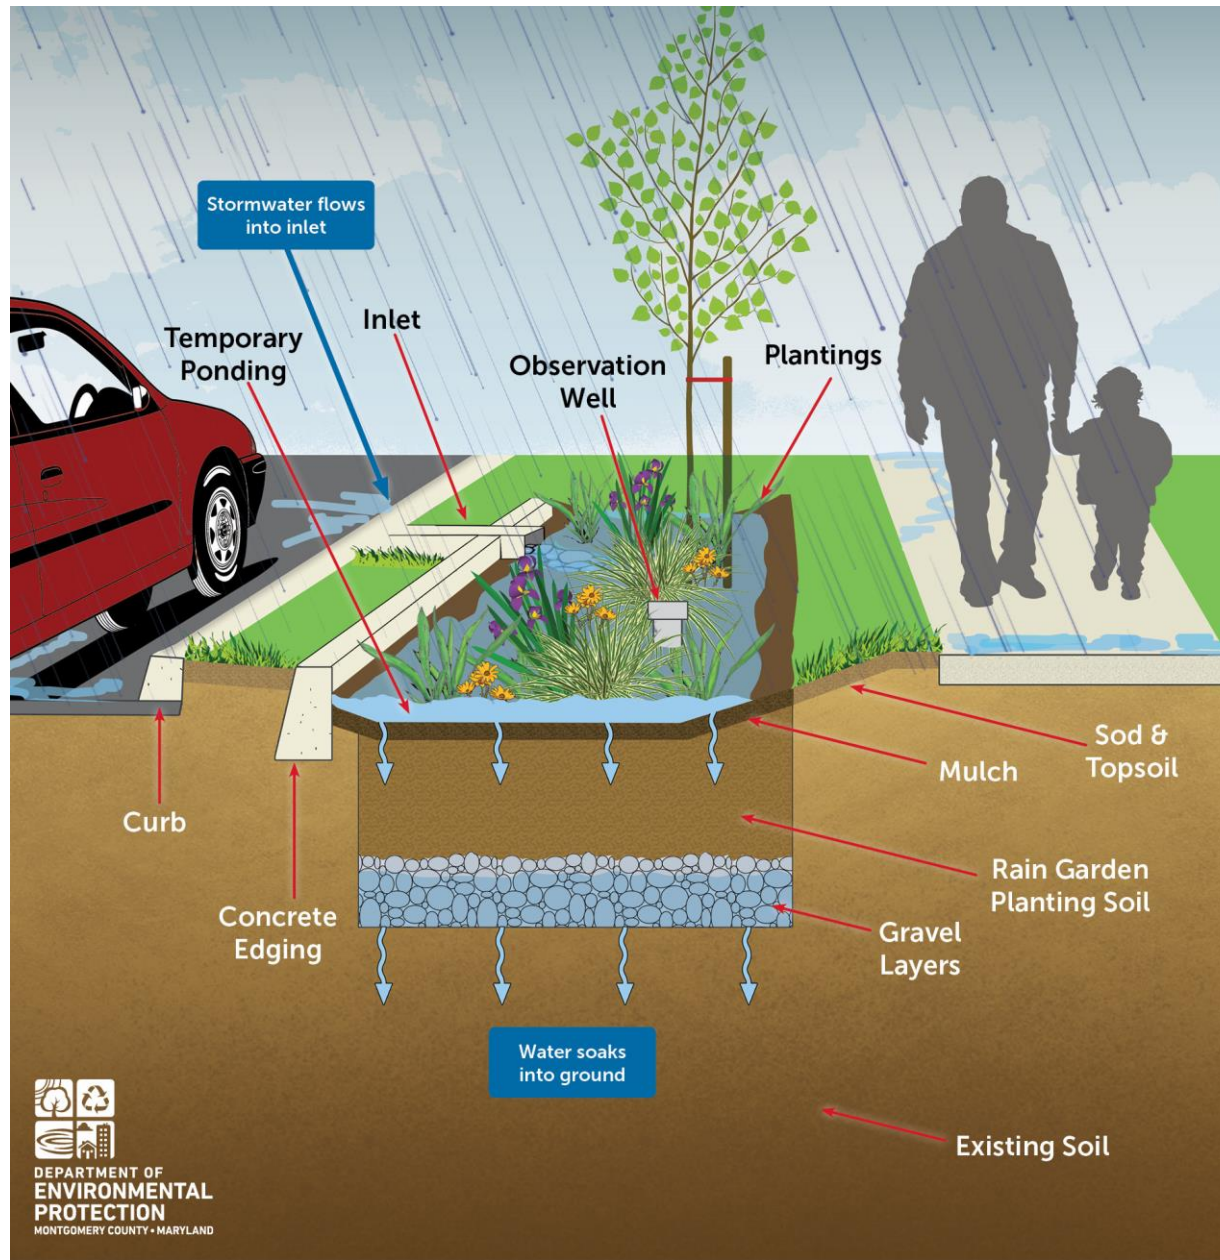 Stormwater flows
into inlet
Inlet
Temporary
Ponding
Observation
Well
Plantings
Sod &
Topsoil
Mulch
Curb
Rain Garden
Planting Soil
Concrete
Edging
Gravel
Layers
Water soaks
into ground
Existing Soil
DEPARTMENT OF
ENVIRONMENTAL
PROTECTION
MONTGOMERY COUNTY • MARYLAND